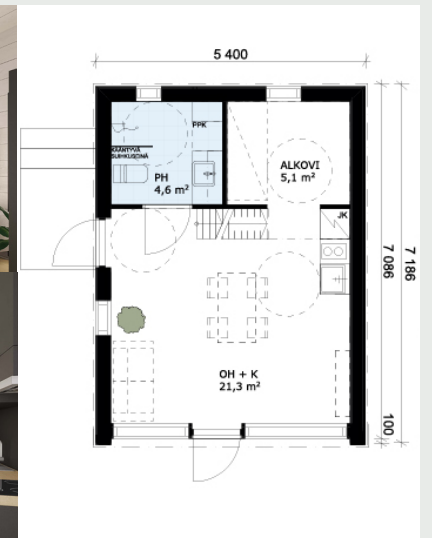 5 400
PPK
KÄÄNTYVÄ
SUIHKUSEINÄ
PH
4,6 m²
ALKOVI
5,1 m²
JK
7 086
7 186
OH + K
21,3 m²
100